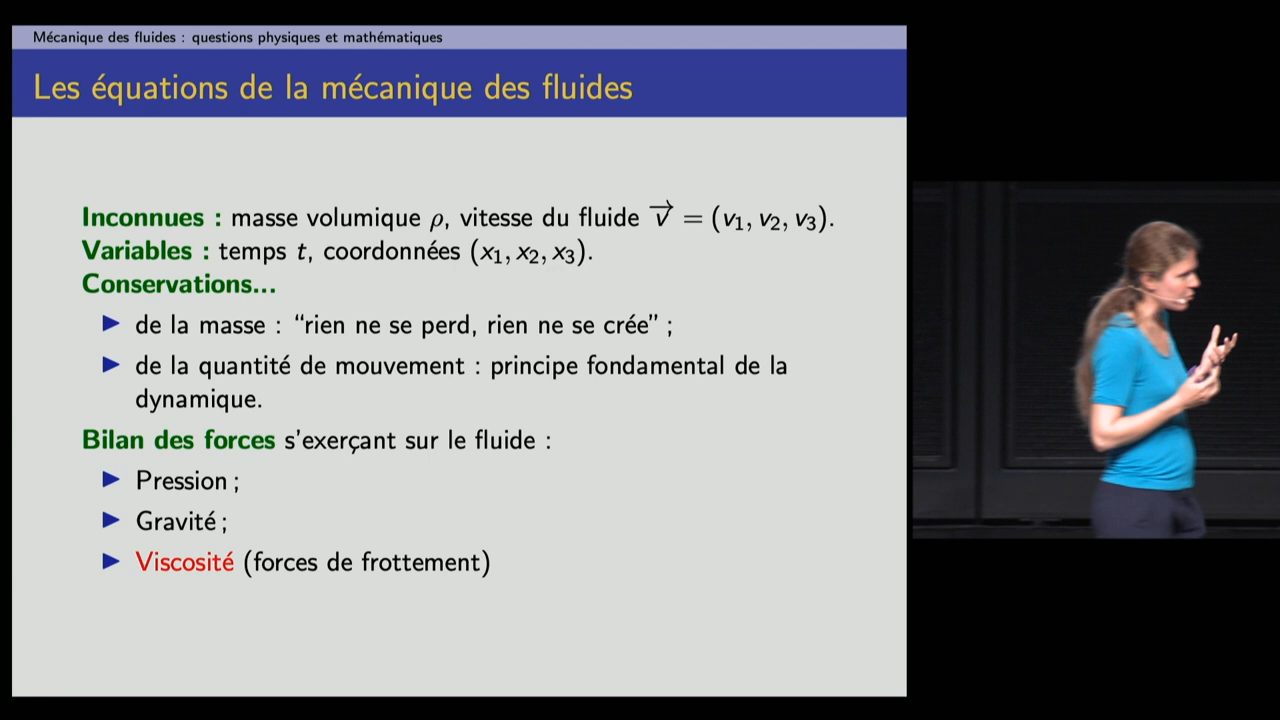 Mécanique des fluides : questions physiques et mathématiques
Les équations de la mécanique des fluides
Inconnues : masse volumique ρ, vitesse du fluide v⃗ = (v₁, v₂, v₃).
Variables : temps t, coordonnées (x₁, x₂, x₃).
Conservations...
▶ de la masse : “rien ne se perd, rien ne se crée” ;
▶ de la quantité de mouvement : principe fondamental de la
dynamique.
Bilan des forces s'exerçant sur le fluide :
▶ Pression ;
▶ Gravité ;
▶ Viscosité (forces de frottement)